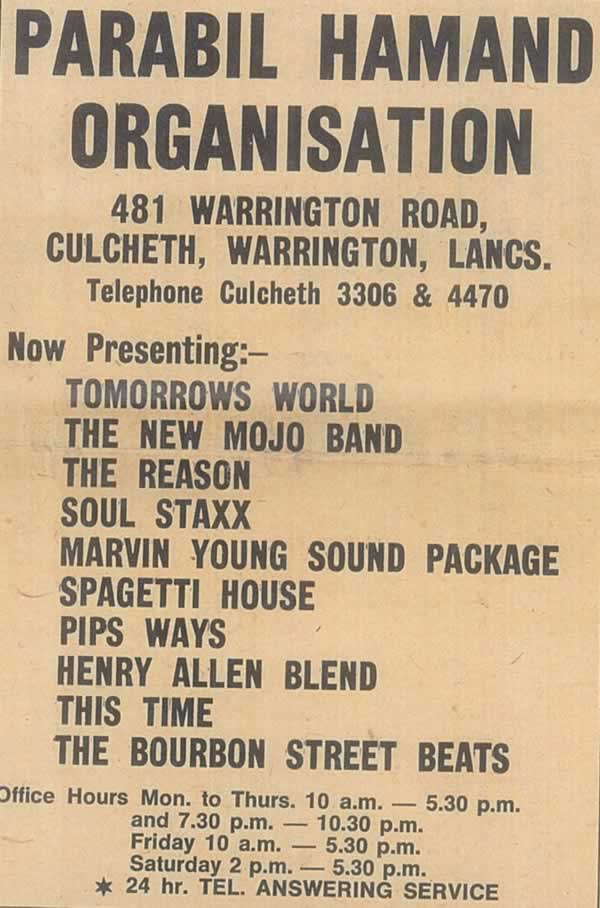 PARABIL HAMAND
ORGANISATION
481 WARRINGTON ROAD,
CULCHETH, WARRINGTON, LANCS.
Telephone Culcheth 3306 & 4470
Now Presenting:–
TOMORROWS WORLD
THE NEW MOJO BAND
THE REASON
SOUL STAXX
MARVIN YOUNG SOUND PACKAGE
SPAGETTI HOUSE
PIPS WAYS
HENRY ALLEN BLEND
THIS TIME
THE BOURBON STREET BEATS
Office Hours Mon. to Thurs. 10 a.m. — 5.30 p.m.
and 7.30 p.m. — 10.30 p.m.
Friday 10 a.m. — 5.30 p.m.
Saturday 2 p.m. — 5.30 p.m.
* 24 hr. TEL. ANSWERING SERVICE